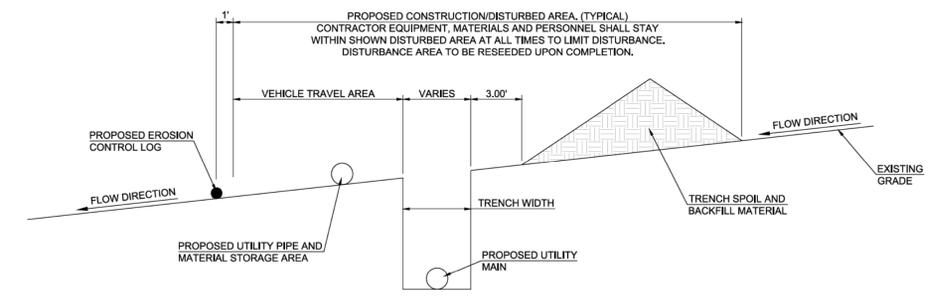 1'
PROPOSED CONSTRUCTION/DISTURBED AREA. (TYPICAL)
CONTRACTOR EQUIPMENT, MATERIALS AND PERSONNEL SHALL STAY
WITHIN SHOWN DISTURBED AREA AT ALL TIMES TO LIMIT DISTURBANCE.
DISTURBANCE AREA TO BE RESEEDED UPON COMPLETION.
VEHICLE TRAVEL AREA
VARIES
3.00'
FLOW DIRECTION
PROPOSED EROSION
CONTROL LOG
EXISTING
GRADE
FLOW DIRECTION
TRENCH WIDTH
TRENCH SPOIL AND
BACKFILL MATERIAL
PROPOSED UTILITY PIPE AND
MATERIAL STORAGE AREA
PROPOSED UTILITY
MAIN